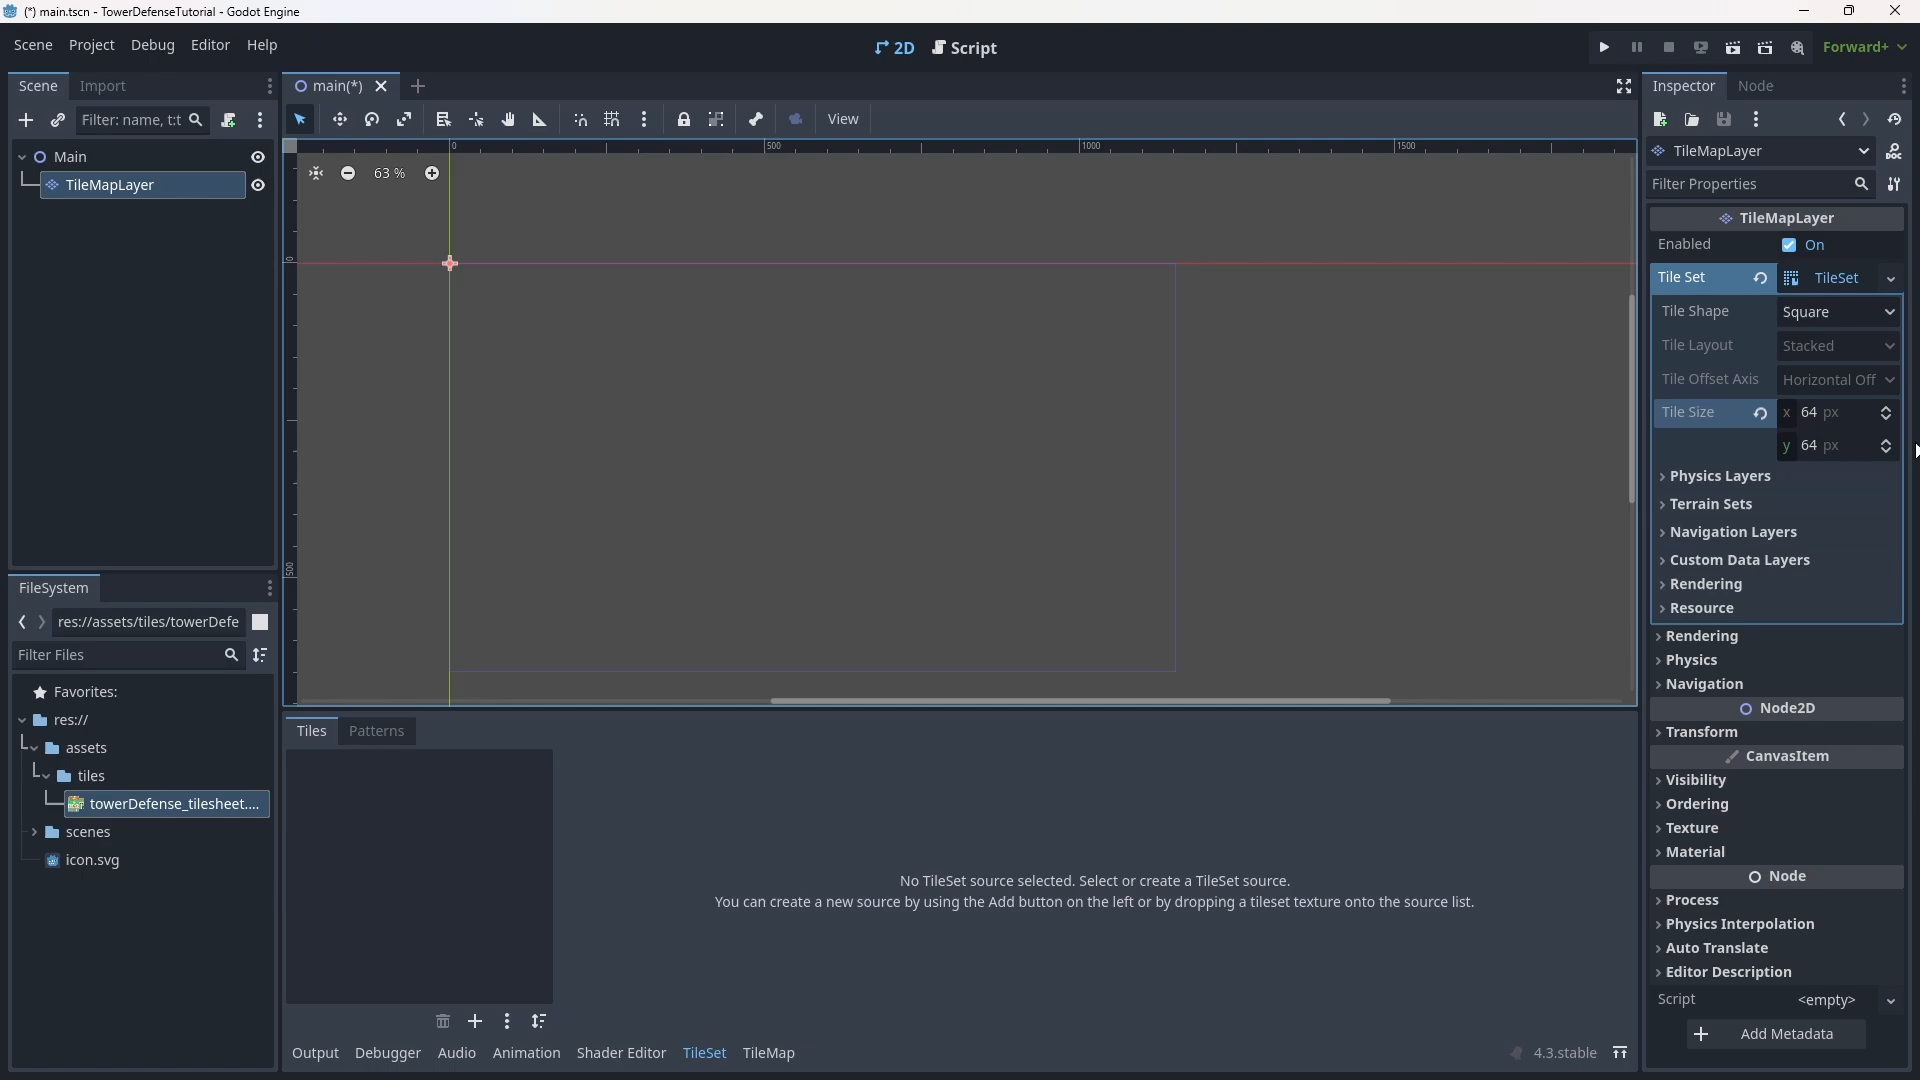 (*) main.tscn - TowerDefenseTutorial - Godot Engine
Scene Project Debug Editor Help
2D Script
Forward+
Scene Import
Filter: name, t:t
Main
TileMapLayer
main(*)
View
0 500 1000 1500
0
500
63 %
FileSystem
res://assets/tiles/towerDefe
Filter Files
Favorites:
res://
assets
tiles
towerDefense_tilesheet....
scenes
icon.svg
Tiles Patterns
No TileSet source selected. Select or create a TileSet source.
You can create a new source by using the Add button on the left or by dropping a tileset texture onto the source list.
Output Debugger Audio Animation Shader Editor TileSet TileMap
4.3.stable
Inspector Node
TileMapLayer
DOC
Filter Properties
TileMapLayer
Enabled On
Tile Set TileSet
Tile Shape Square
Tile Layout Stacked
Tile Offset Axis Horizontal Off
Tile Size x 64 px
y 64 px
Physics Layers
Terrain Sets
Navigation Layers
Custom Data Layers
Rendering
Resource
Rendering
Physics
Navigation
Node2D
Transform
CanvasItem
Visibility
Ordering
Texture
Material
Node
Process
Physics Interpolation
Auto Translate
Editor Description
Script <empty>
Add Metadata